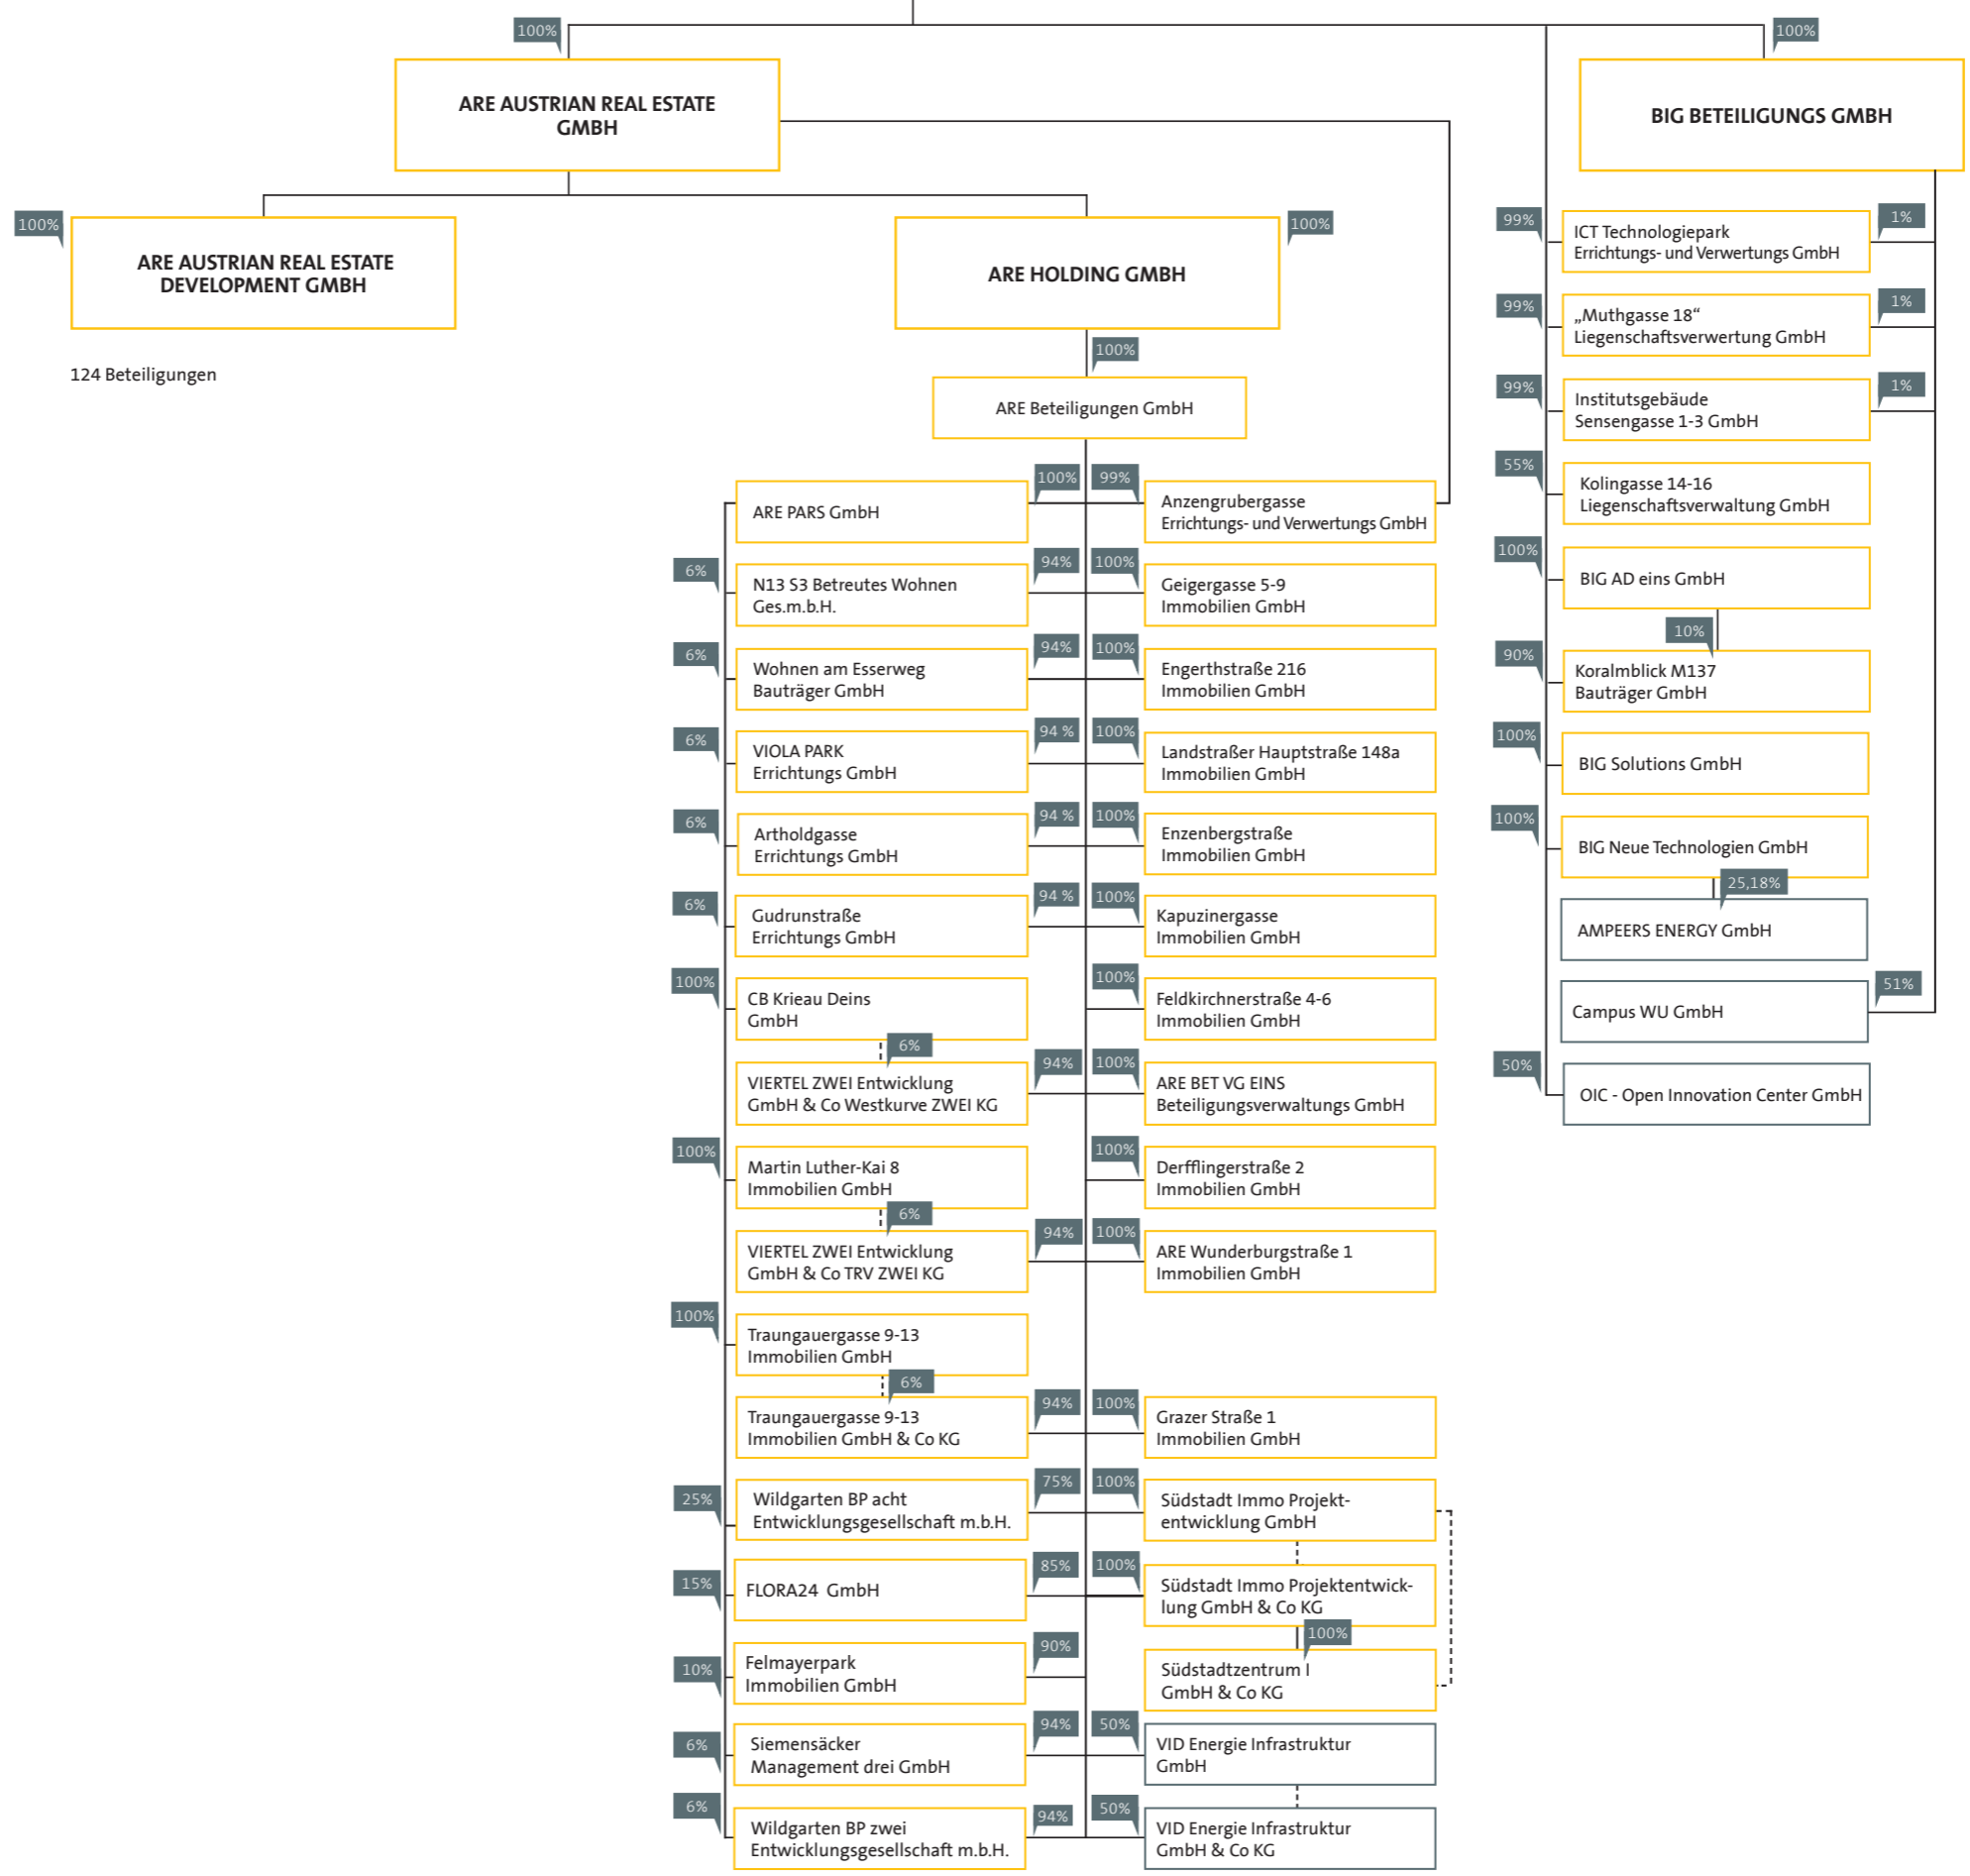 100%
100%
ARE AUSTRIAN REAL ESTATE
GMBH
BIG BETEILIGUNGS GMBH
100%
ARE AUSTRIAN REAL ESTATE
DEVELOPMENT GMBH
124 Beteiligungen
ARE HOLDING GMBH
100%
100%
ARE Beteiligungen GmbH
ARE PARS GmbH
100%
99%
Anzengrubergasse
Errichtungs- und Verwertungs GmbH
6%
N13 S3 Betreutes Wohnen
Ges.m.b.H.
94%
100%
Geigergasse 5-9
Immobilien GmbH
6%
Wohnen am Esserweg
Bauträger GmbH
94%
100%
Engerthstraße 216
Immobilien GmbH
6%
VIOLA PARK
Errichtungs GmbH
94 %
100%
Landstraßer Hauptstraße 148a
Immobilien GmbH
6%
Artholdgasse
Errichtungs GmbH
94 %
100%
Enzenbergstraße
Immobilien GmbH
6%
Gudrunstraße
Errichtungs GmbH
94 %
100%
Kapuzinergasse
Immobilien GmbH
100%
CB Krieau Deins
GmbH
100%
Feldkirchnerstraße 4-6
Immobilien GmbH
6%
VIERTEL ZWEI Entwicklung
GmbH & Co Westkurve ZWEI KG
94%
100%
ARE BET VG EINS
Beteiligungsverwaltungs GmbH
100%
Martin Luther-Kai 8
Immobilien GmbH
100%
Derfflingerstraße 2
Immobilien GmbH
6%
VIERTEL ZWEI Entwicklung
GmbH & Co TRV ZWEI KG
94%
100%
ARE Wunderburgstraße 1
Immobilien GmbH
100%
Traungauergasse 9-13
Immobilien GmbH
6%
Traungauergasse 9-13
Immobilien GmbH & Co KG
94%
100%
Grazer Straße 1
Immobilien GmbH
25%
Wildgarten BP acht
Entwicklungsgesellschaft m.b.H.
75%
100%
Südstadt Immo Projekt-
entwicklung GmbH
15%
FLORA24 GmbH
85%
100%
Südstadt Immo Projektentwick-
lung GmbH & Co KG
100%
10%
Felmayerpark
Immobilien GmbH
90%
Südstadtzentrum I
GmbH & Co KG
6%
Siemensäcker
Management drei GmbH
94%
50%
VID Energie Infrastruktur
GmbH
6%
Wildgarten BP zwei
Entwicklungsgesellschaft m.b.H.
94%
50%
VID Energie Infrastruktur
GmbH & Co KG
99%
ICT Technologiepark
Errichtungs- und Verwertungs GmbH
1%
99%
„Muthgasse 18“
Liegenschaftsverwertung GmbH
1%
99%
Institutsgebäude
Sensengasse 1-3 GmbH
1%
55%
Kolingasse 14-16
Liegenschaftsverwaltung GmbH
100%
BIG AD eins GmbH
10%
90%
Koralmblick M137
Bauträger GmbH
100%
BIG Solutions GmbH
100%
BIG Neue Technologien GmbH
25,18%
AMPEERS ENERGY GmbH
Campus WU GmbH
51%
50%
OIC - Open Innovation Center GmbH